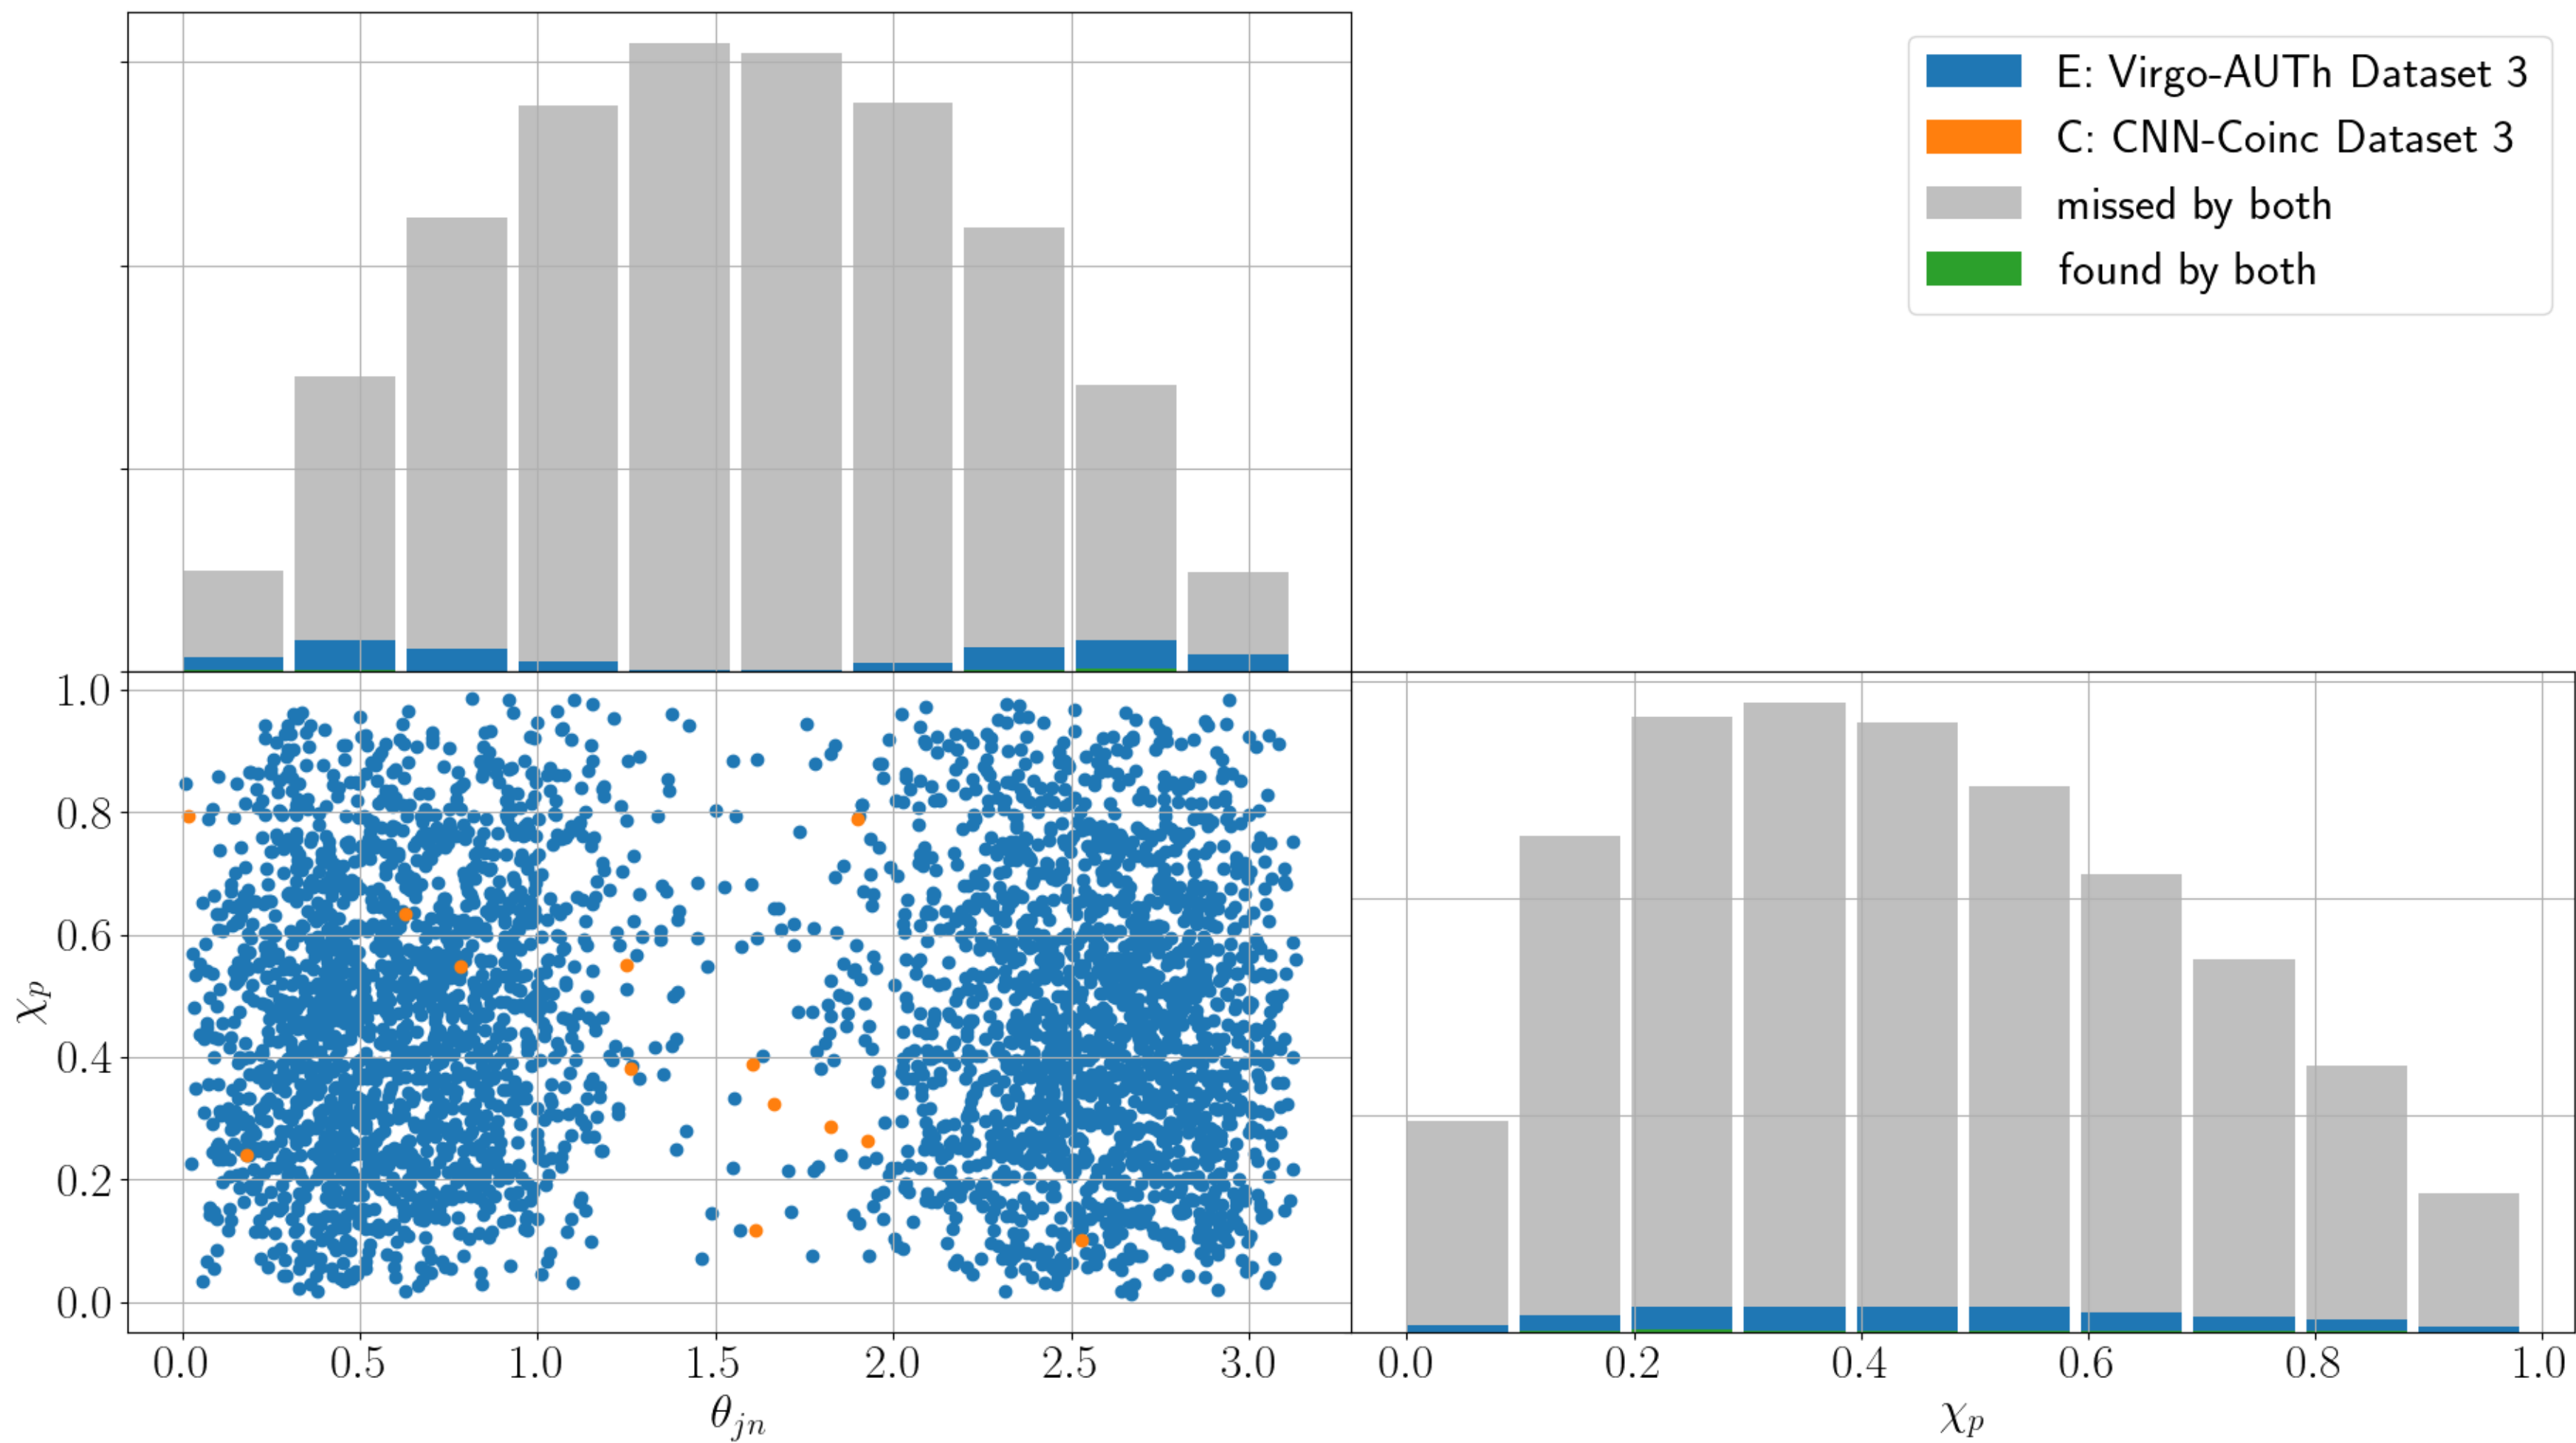 E: Virgo-AUTh Dataset 3
C: CNN-Coinc Dataset 3
missed by both
found by both
1.0
0.8
0.6
0.4
0.2
0.0
χp
0.0 0.5 1.0 1.5 2.0 2.5 3.0
θjn
0.0 0.2 0.4 0.6 0.8 1.0
χp